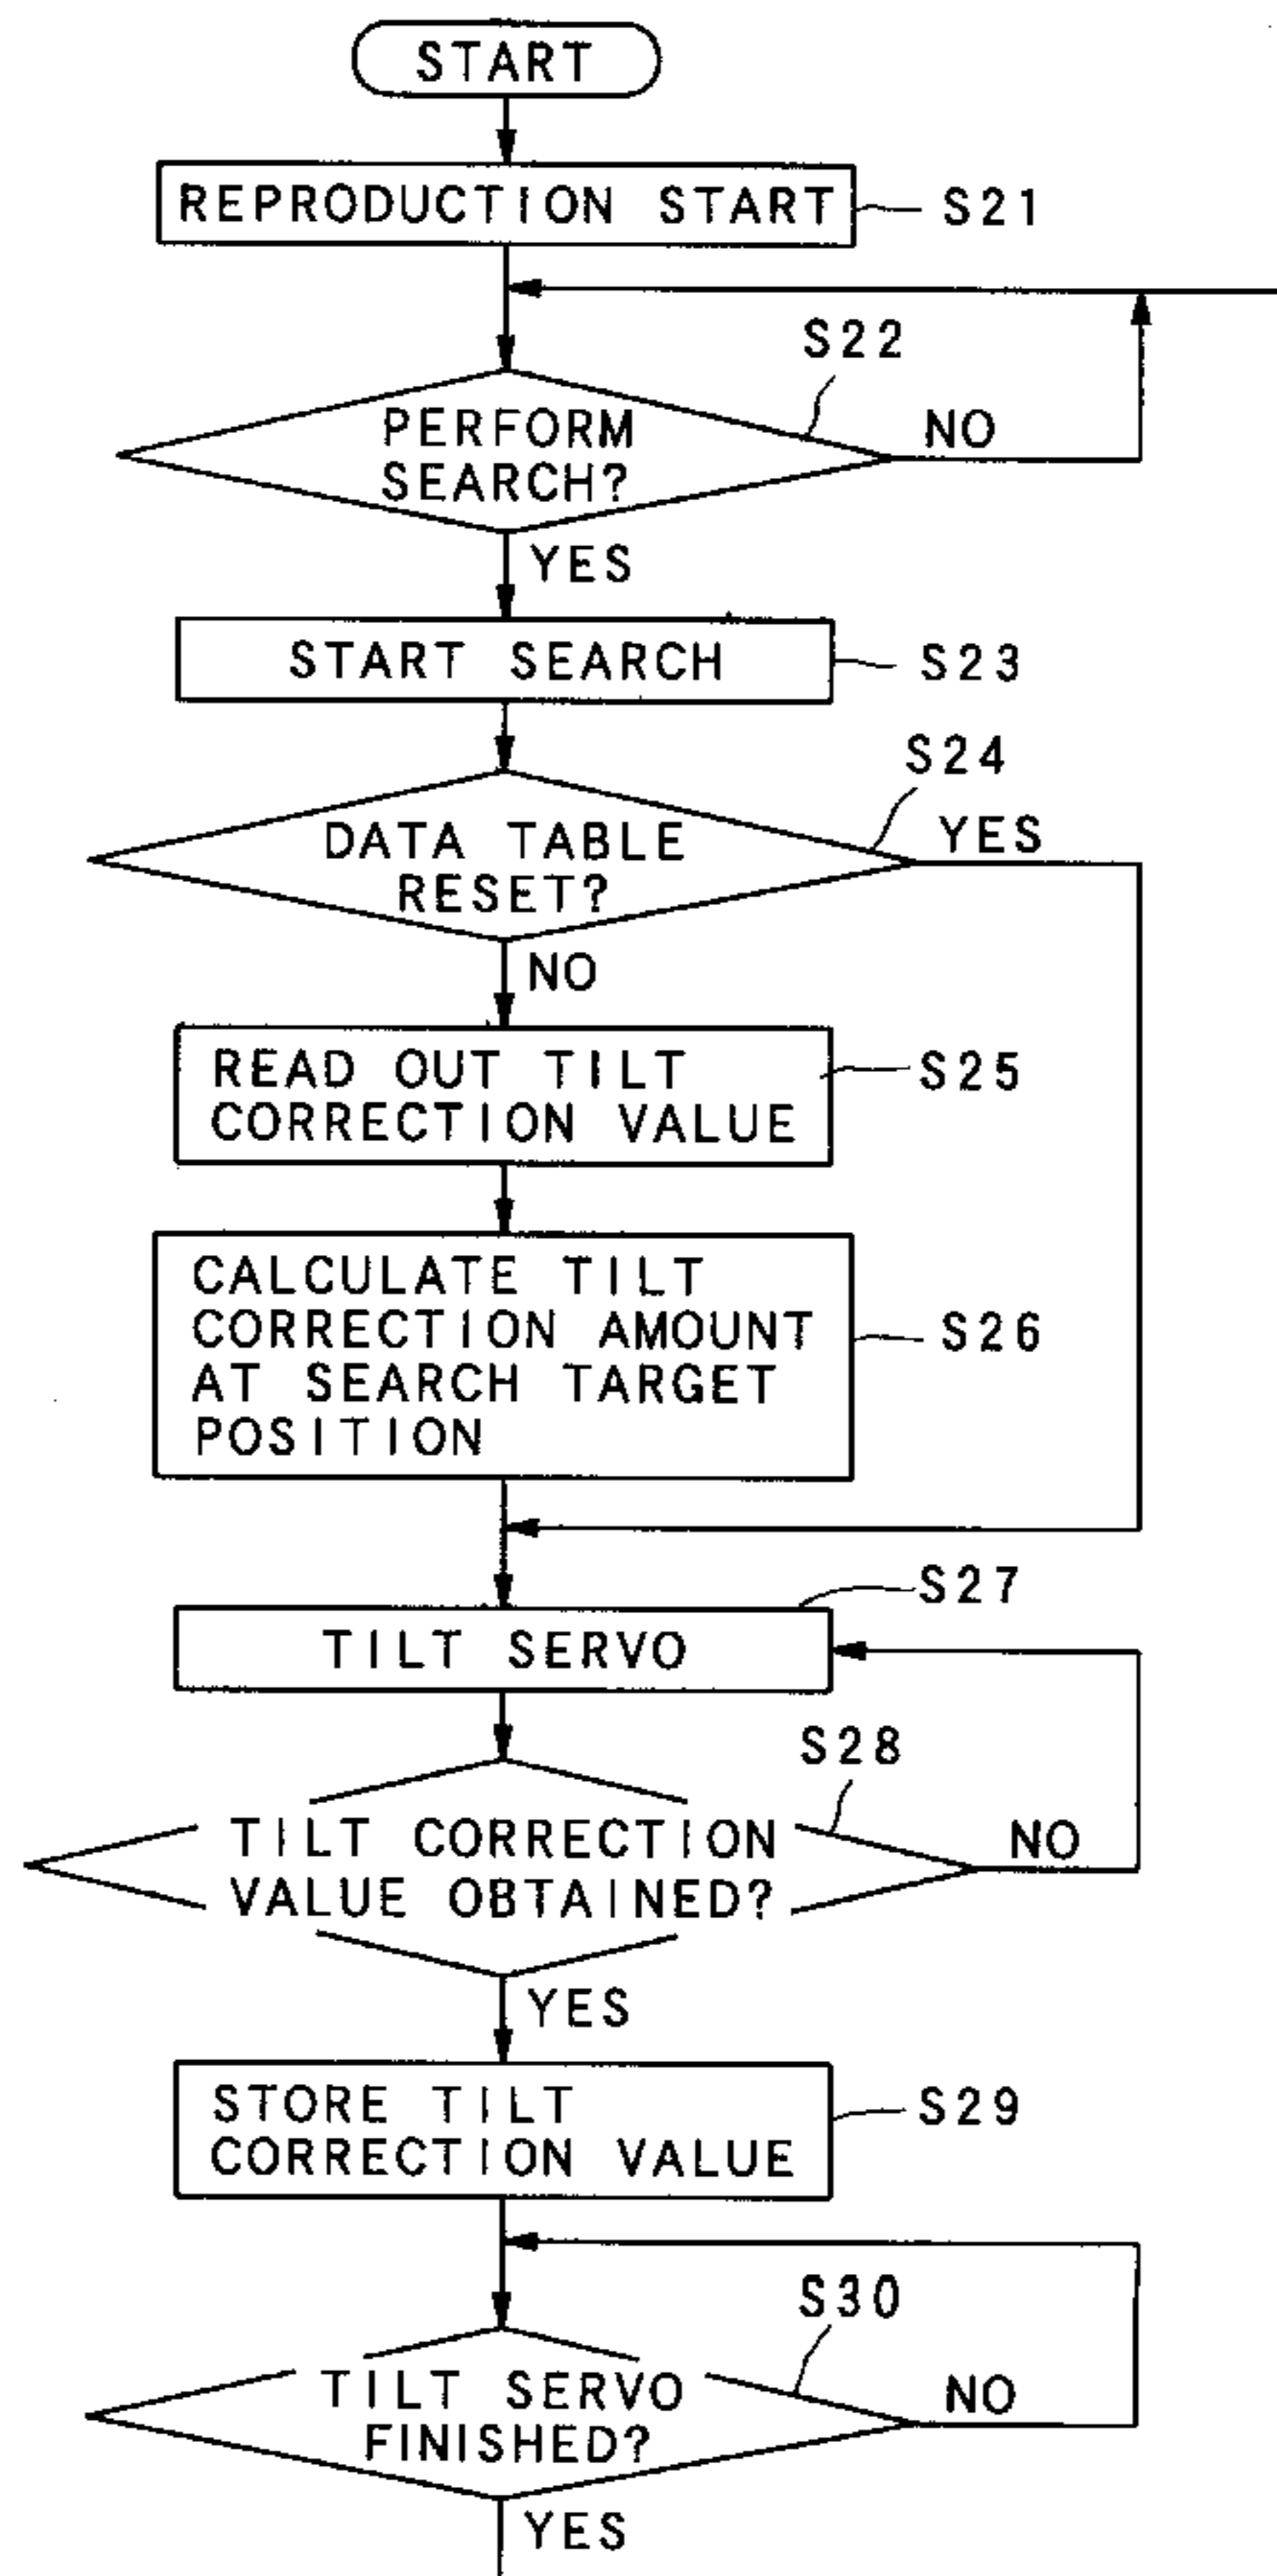 START
REPRODUCTION START
S21
S22
PERFORM
SEARCH?
NO
YES
START SEARCH
S23
S24
DATA TABLE
RESET?
YES
NO
READ OUT TILT
CORRECTION VALUE
S25
CALCULATE TILT
CORRECTION AMOUNT
AT SEARCH TARGET
POSITION
S26
S27
TILT SERVO
S28
TILT CORRECTION
VALUE OBTAINED?
NO
YES
STORE TILT
CORRECTION VALUE
S29
S30
TILT SERVO
FINISHED?
NO
YES